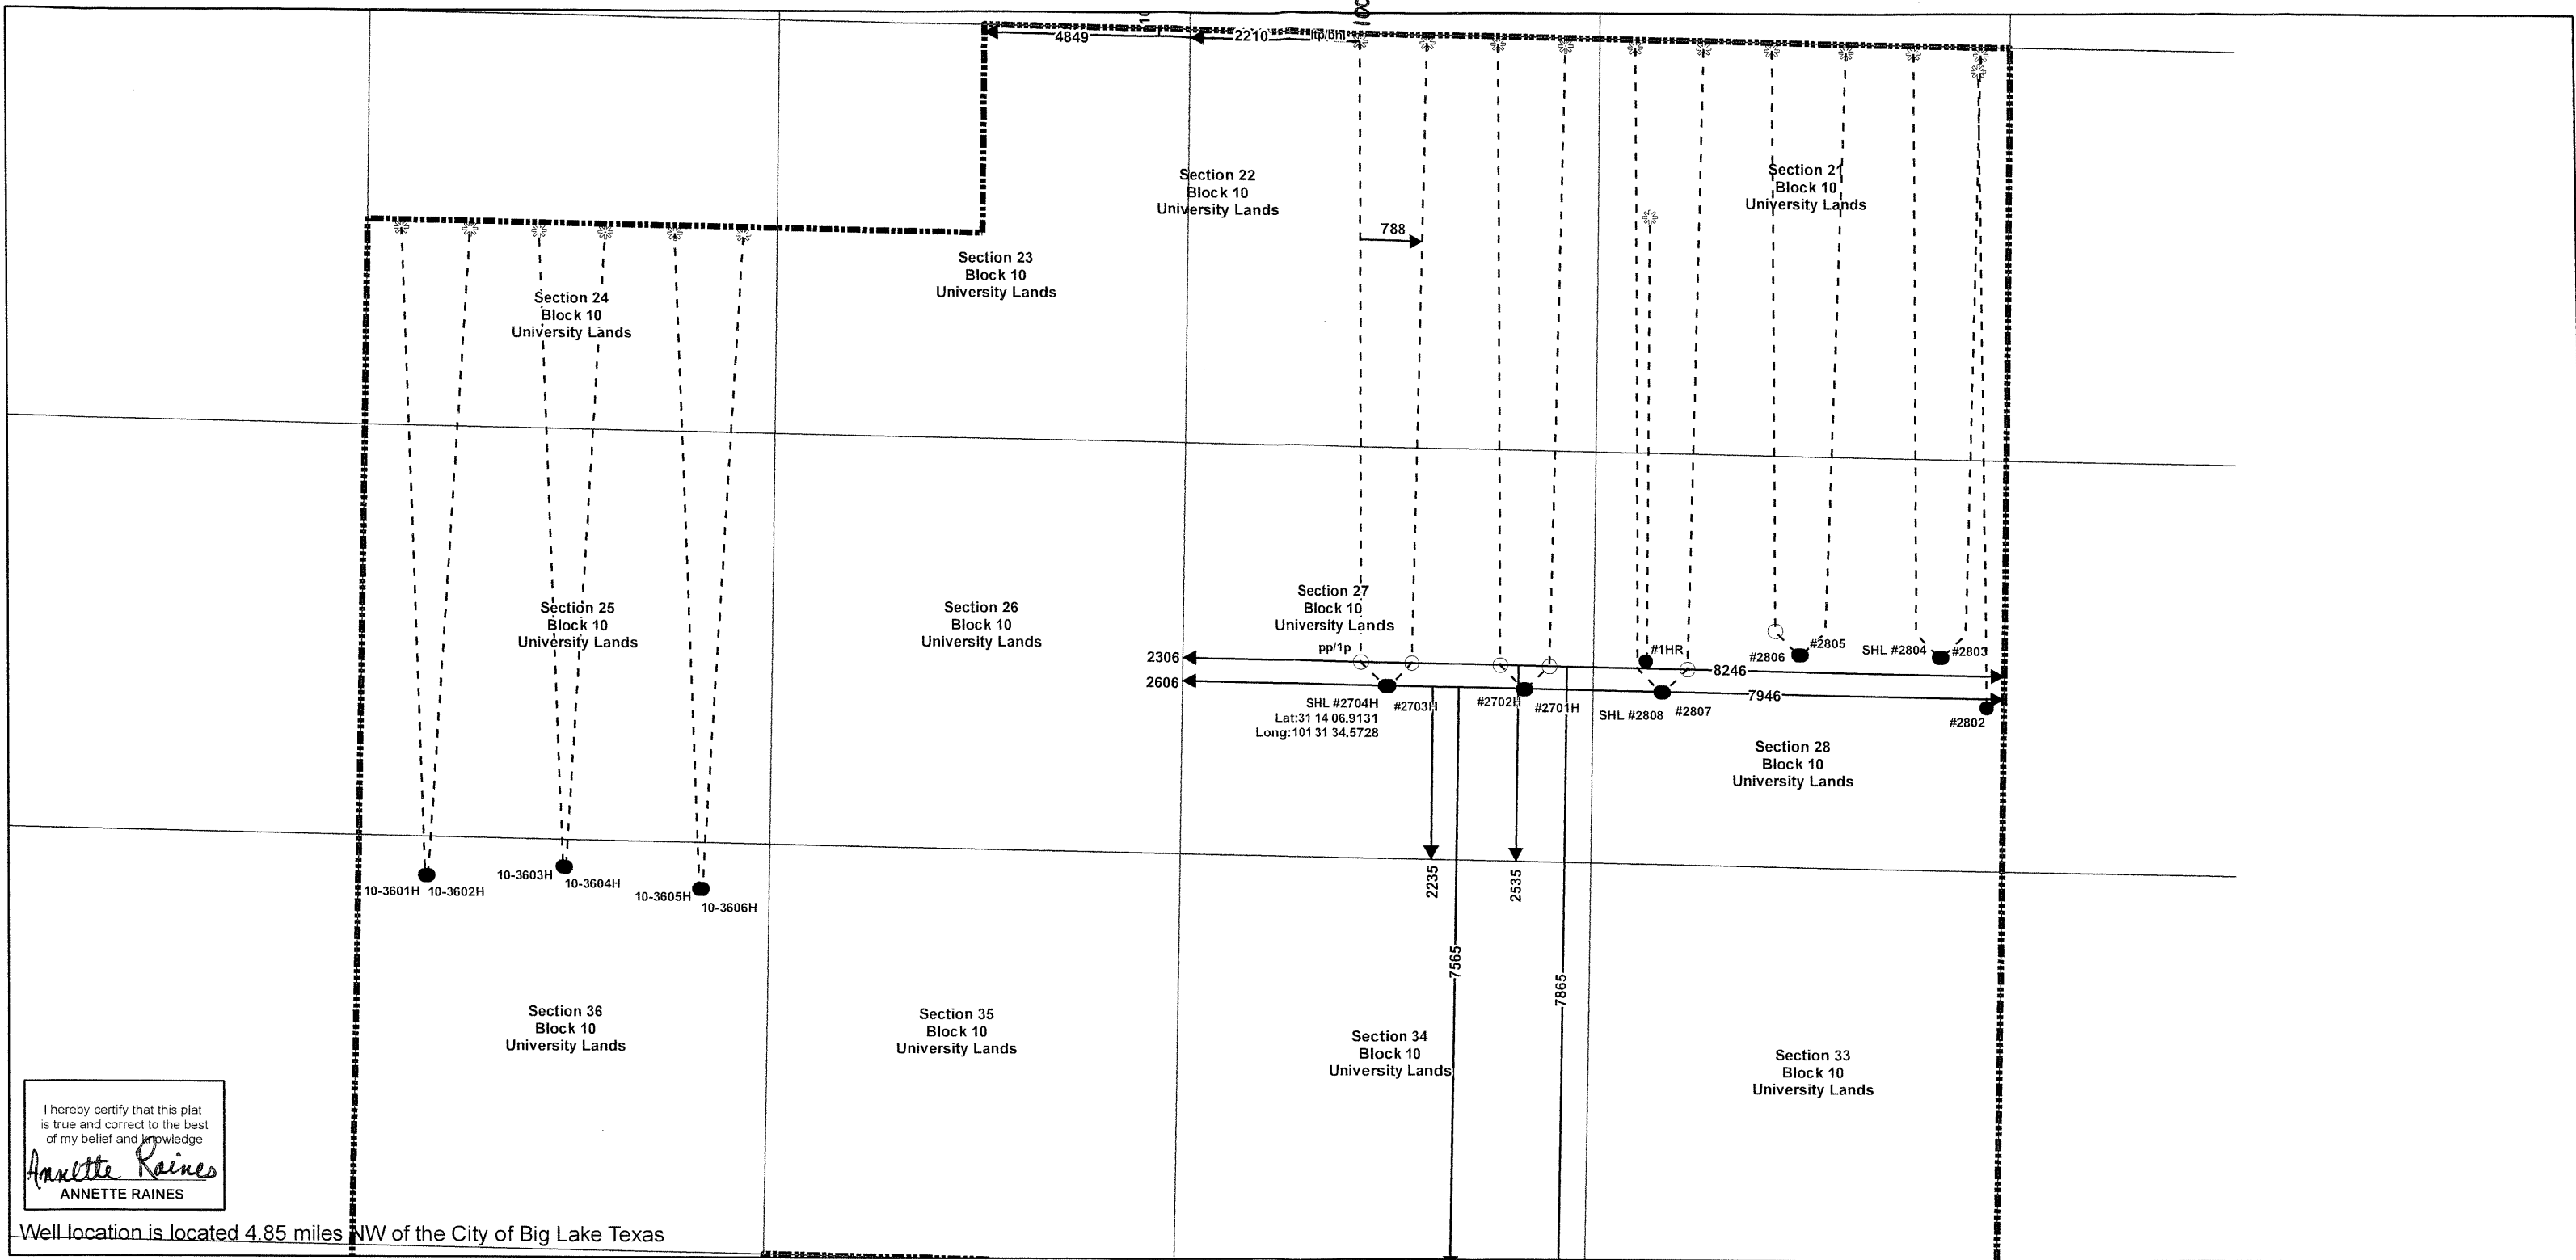 10
100
4849
2210
ltp/bhl
Section 22
Block 10
University Lands
Section 21
Block 10
University Lands
788
Section 23
Block 10
University Lands
Section 24
Block 10
University Lands
Section 25
Block 10
University Lands
Section 26
Block 10
University Lands
Section 27
Block 10
University Lands
pp/1p
2306
2606
#1HR
#2806
#2805
SHL #2804
#2803
8246
7946
SHL #2704H
Lat:31 14 06.9131
Long:101 31 34.5728
#2703H
#2702H
#2701H
SHL #2808
#2807
#2802
Section 28
Block 10
University Lands
2235
2535
10-3601H
10-3602H
10-3603H
10-3604H
10-3605H
10-3606H
7565
7865
Section 36
Block 10
University Lands
Section 35
Block 10
University Lands
Section 34
Block 10
University Lands
Section 33
Block 10
University Lands
I hereby certify that this plat
is true and correct to the best
of my belief and knowledge
Annette Raines
ANNETTE RAINES
Well location is located 4.85 miles NW of the City of Big Lake Texas